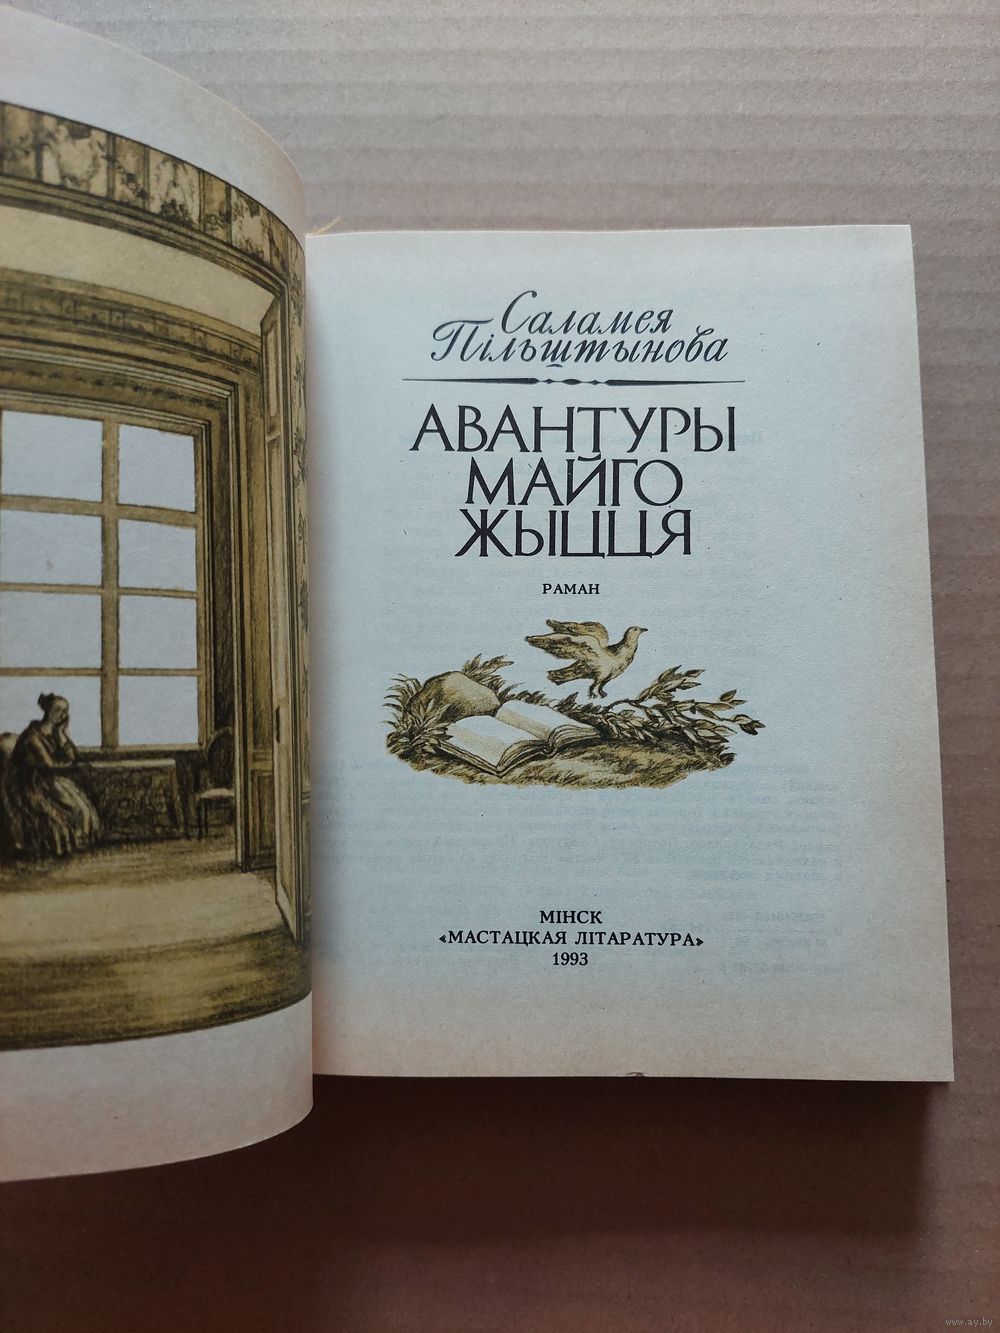 Саламея
Пільштынова
АВАНТУРЫ
МАЙГО
ЖЫЦЦЯ
РАМАН
МІНСК
«МАСТАЦКАЯ ЛІТАРАТУРА»
1993
www.ay.by